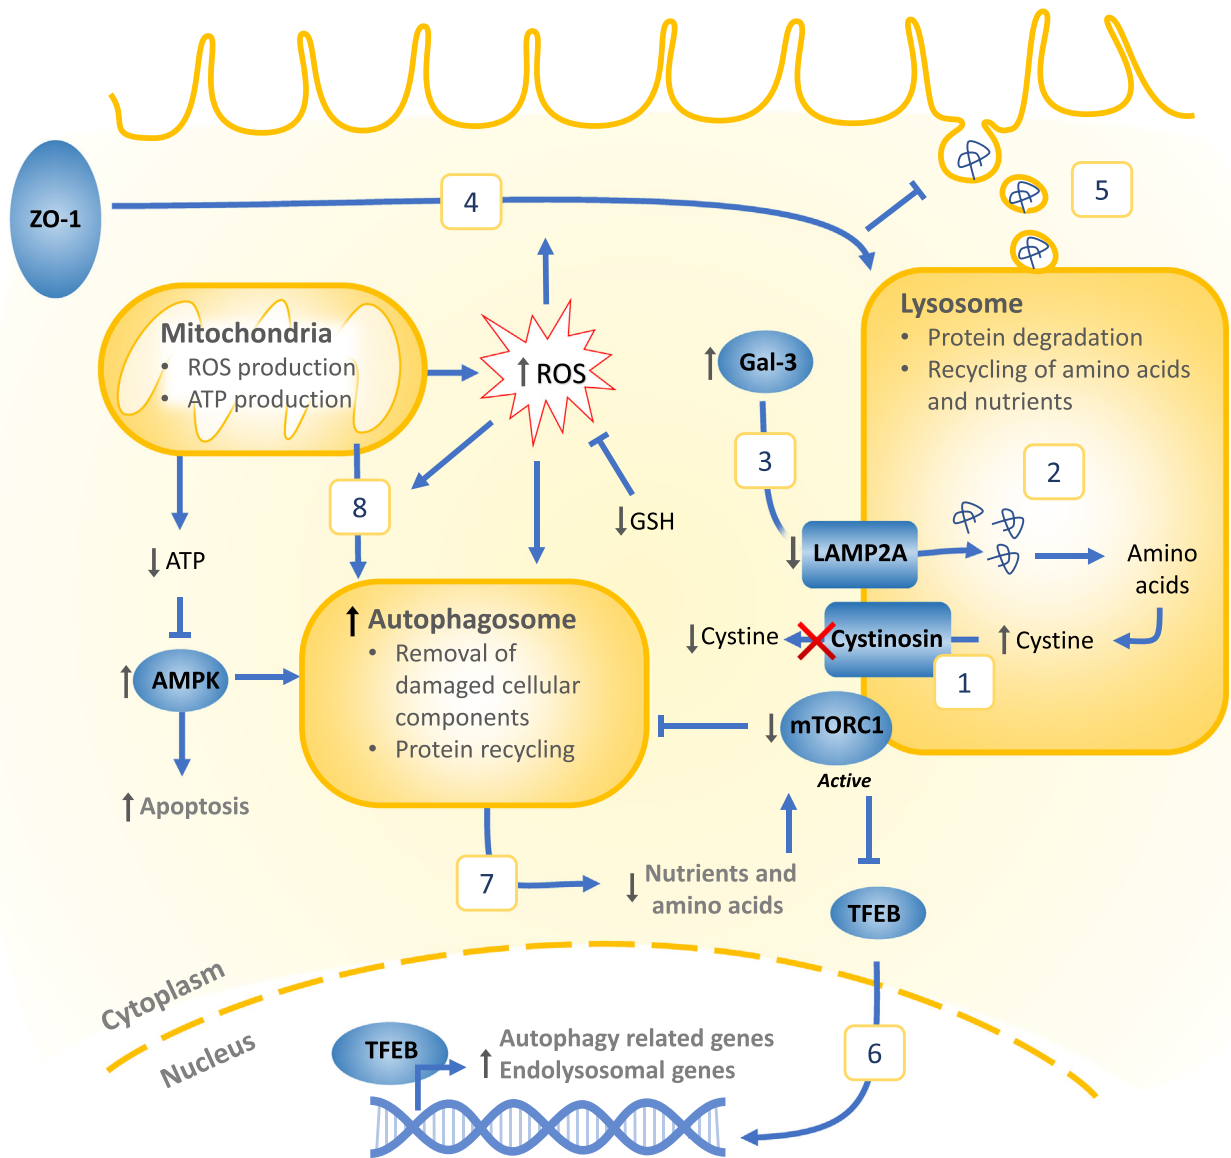 4
5
ZO-1
Lysosome
• Protein degradation
• Recycling of amino acids
and nutrients
Mitochondria
• ROS production
• ATP production
↑ ROS
↑ Gal-3
3
2
8
↓GSH
↓ATP
↓ LAMP2A
Amino
acids
↑ Autophagosome
• Removal of
damaged cellular
components
• Protein recycling
↓Cystine
Cystinosin
↑ Cystine
1
↑ AMPK
↓ mTORC1
Active
↑ Apoptosis
7
↓ Nutrients and
amino acids
TFEB
Cytoplasm
Nucleus
TFEB
↑ Autophagy related genes
Endolysosomal genes
6